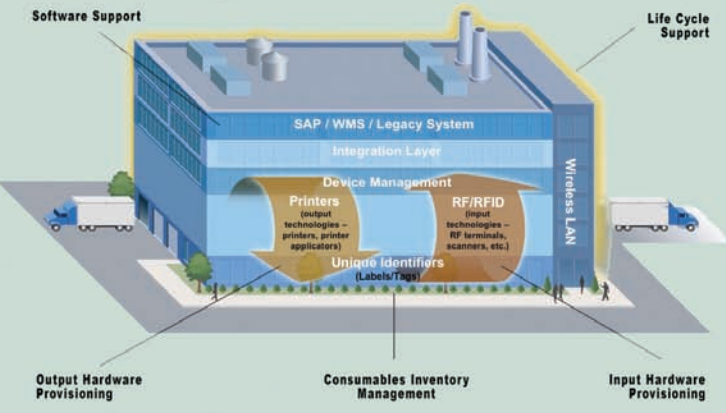 Software Support
Life Cycle
Support
SAP / WMS / Legacy System
Integration Layer
Device Management
Printers
(output
technologies –
printers, printer
applicators)
RF/RFID
(input
technologies –
RF terminals,
scanners, etc.)
Wireless LAN
Unique Identifiers
(Labels/Tags)
Output Hardware
Provisioning
Consumables Inventory
Management
Input Hardware
Provisioning